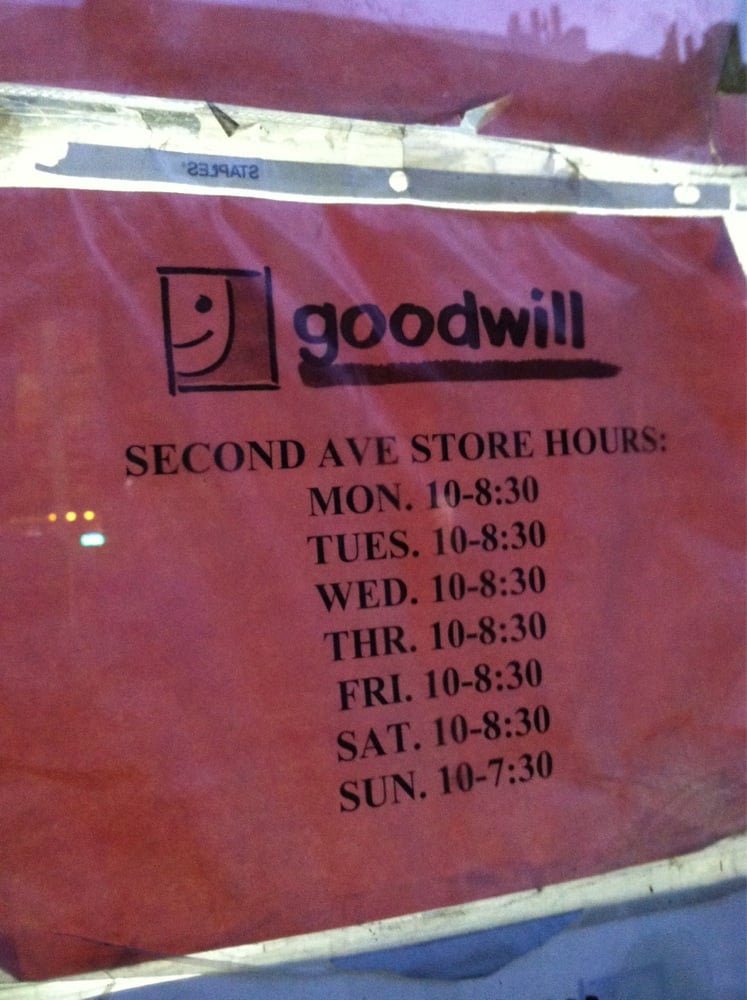 STAPLES
goodwill
SECOND AVE STORE HOURS:
MON. 10-8:30
TUES. 10-8:30
WED. 10-8:30
THR. 10-8:30
FRI. 10-8:30
SAT. 10-8:30
SUN. 10-7:30